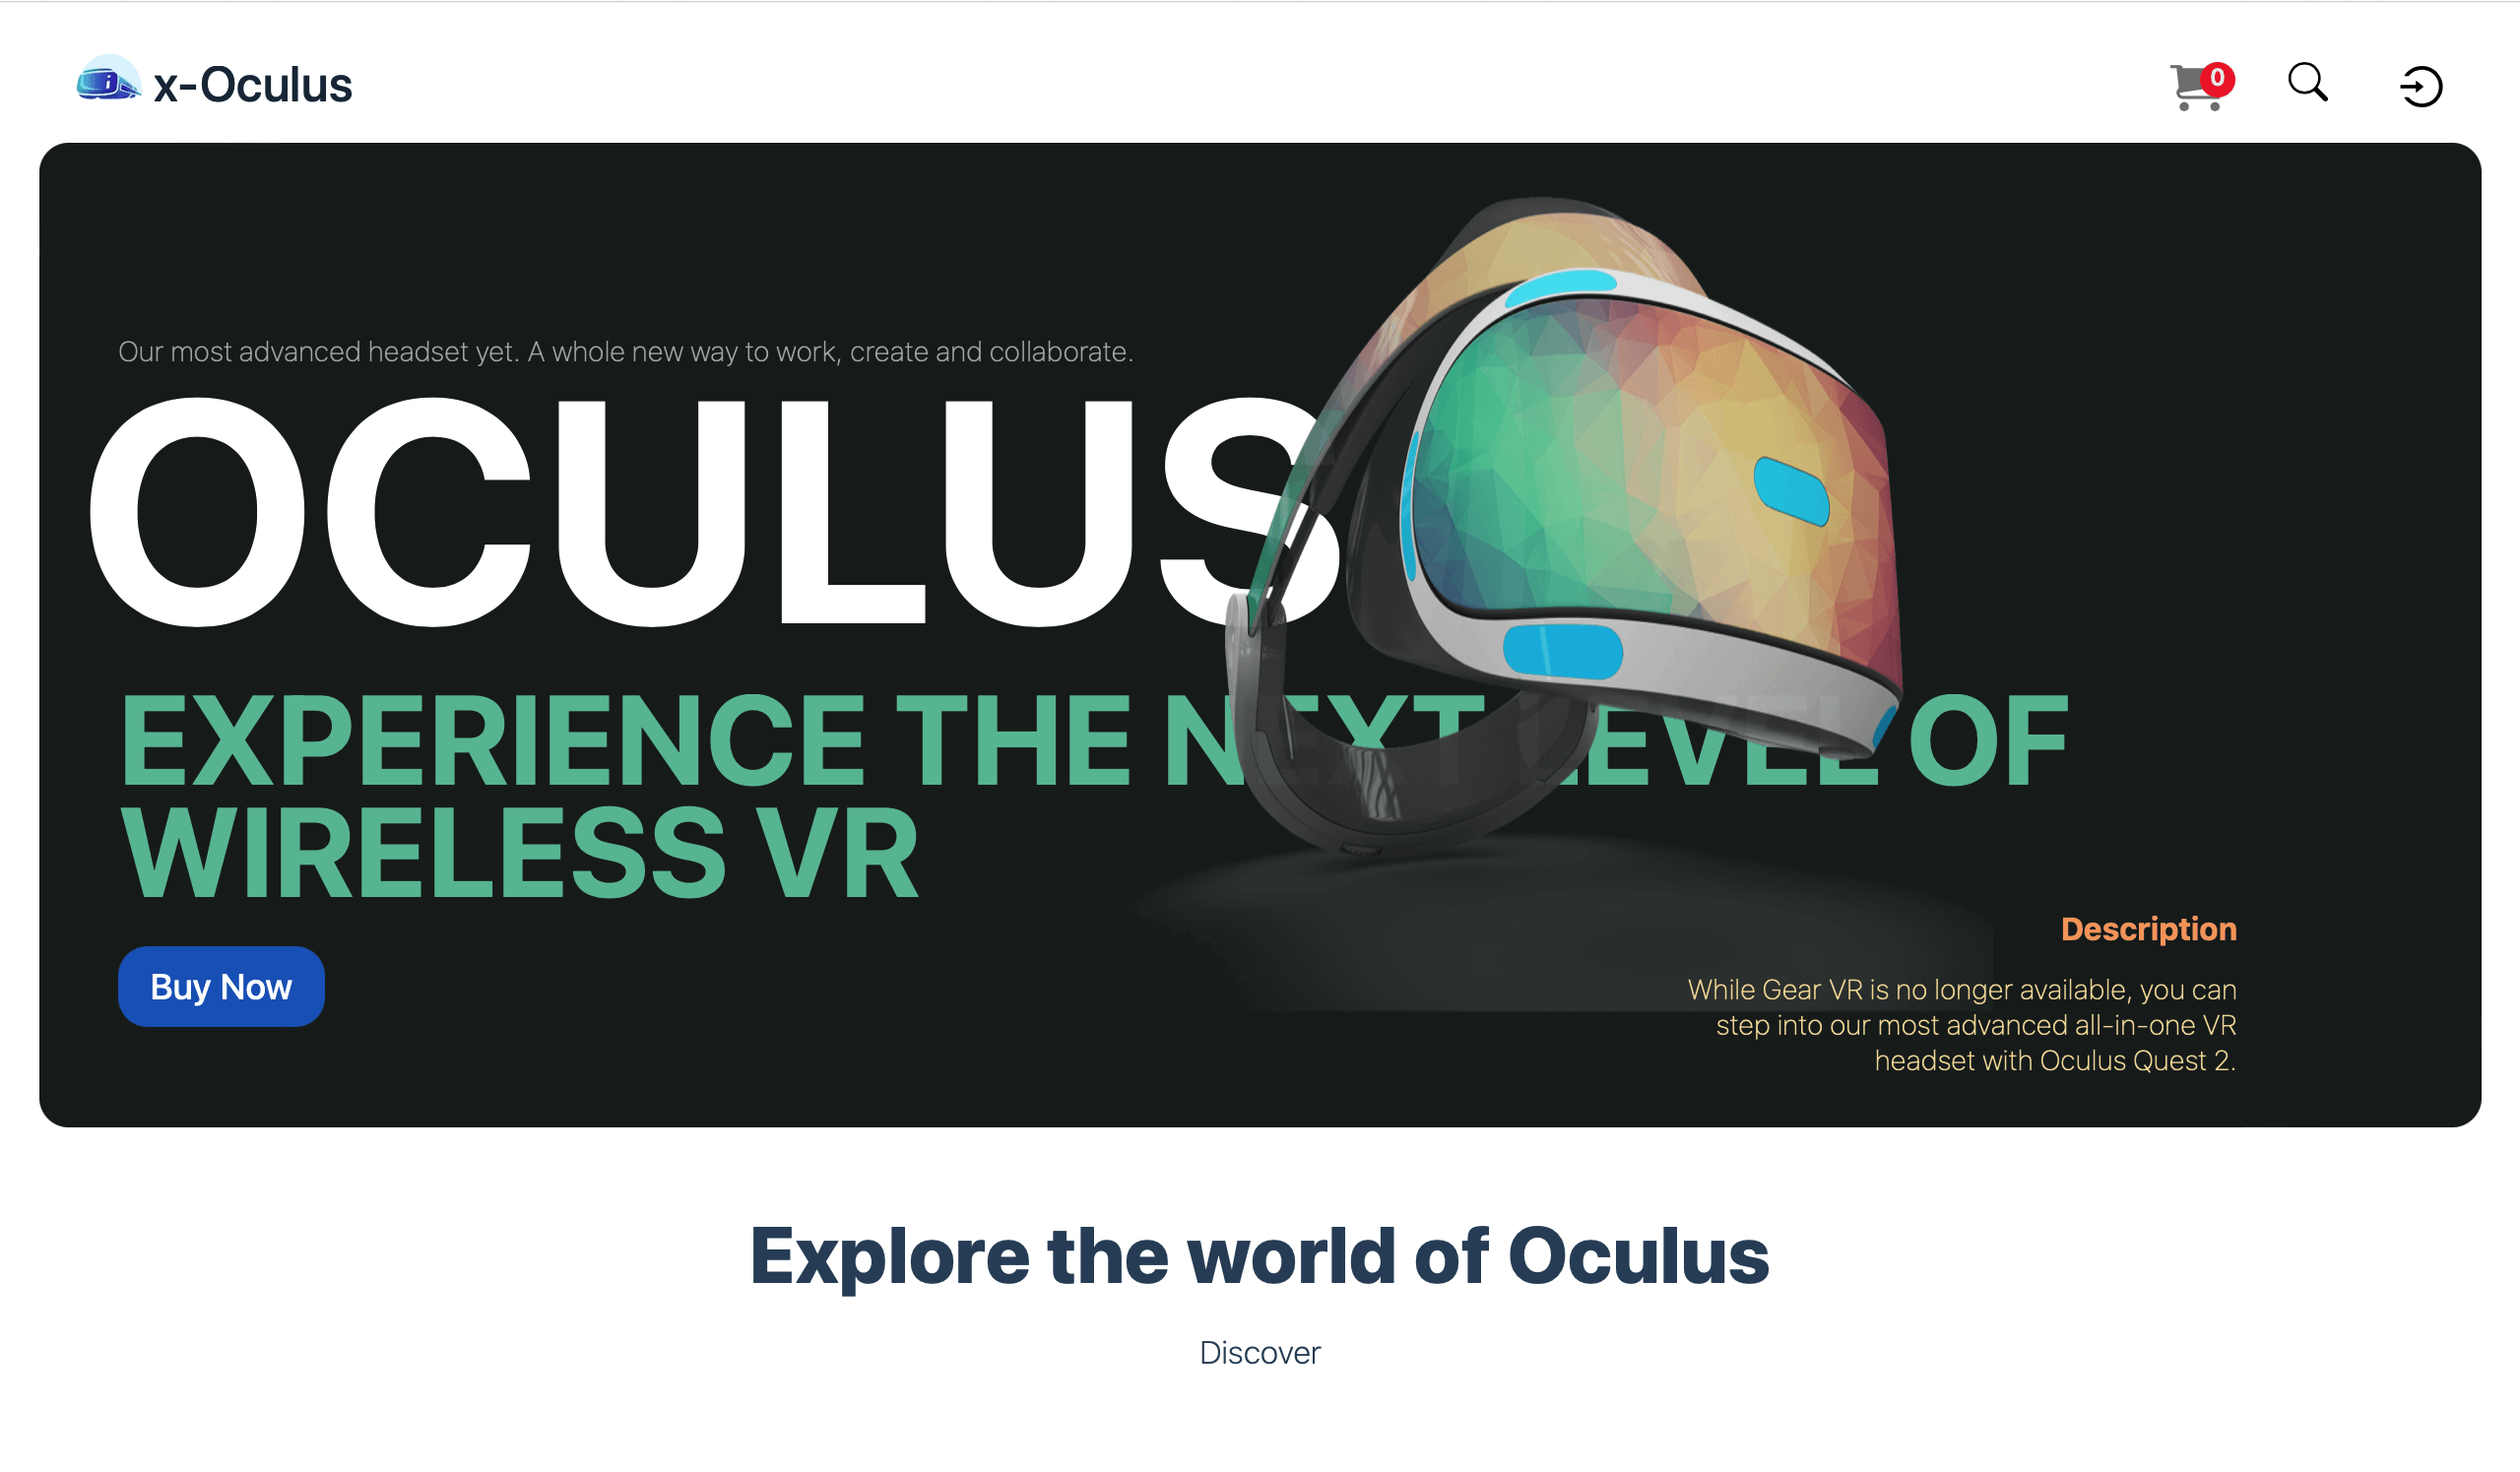 x-Oculus
0
Our most advanced headset yet. A whole new way to work, create and collaborate.
OCULUS
EXPERIENCE THE NEXT LEVEL OF
WIRELESS VR
Buy Now
Description
While Gear VR is no longer available, you can
step into our most advanced all-in-one VR
headset with Oculus Quest 2.
Explore the world of Oculus
Discover